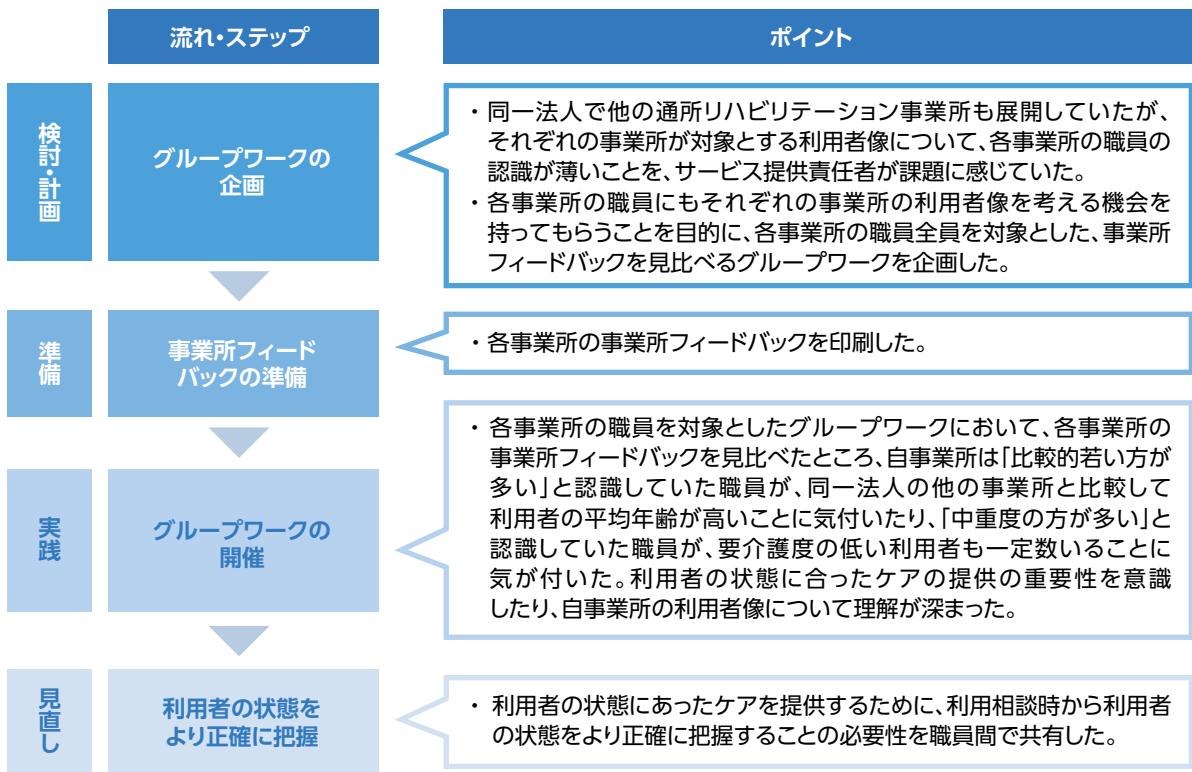 流れ・ステップ
ポイント
検討・計画
グループワークの
企画
・ 同一法人で他の通所リハビリテーション事業所も展開していたが、
それぞれの事業所が対象とする利用者像について、各事業所の職員の
認識が薄いことを、サービス提供責任者が課題に感じていた。
・ 各事業所の職員にもそれぞれの事業所の利用者像を考える機会を
持ってもらうことを目的に、各事業所の職員全員を対象とした、事業所
フィードバックを見比べるグループワークを企画した。
準備
事業所フィード
バックの準備
・ 各事業所の事業所フィードバックを印刷した。
実践
グループワークの
開催
・ 各事業所の職員を対象としたグループワークにおいて、各事業所の
事業所フィードバックを見比べたところ、自事業所は「比較的若い方が
多い」と認識していた職員が、同一法人の他の事業所と比較して
利用者の平均年齢が高いことに気付いたり、「中重度の方が多い」と
認識していた職員が、要介護度の低い利用者も一定数いることに
気が付いた。利用者の状態に合ったケアの提供の重要性を意識
したり、自事業所の利用者像について理解が深まった。
見直し
利用者の状態を
より正確に把握
・ 利用者の状態にあったケアを提供するために、利用相談時から利用者
の状態をより正確に把握することの必要性を職員間で共有した。